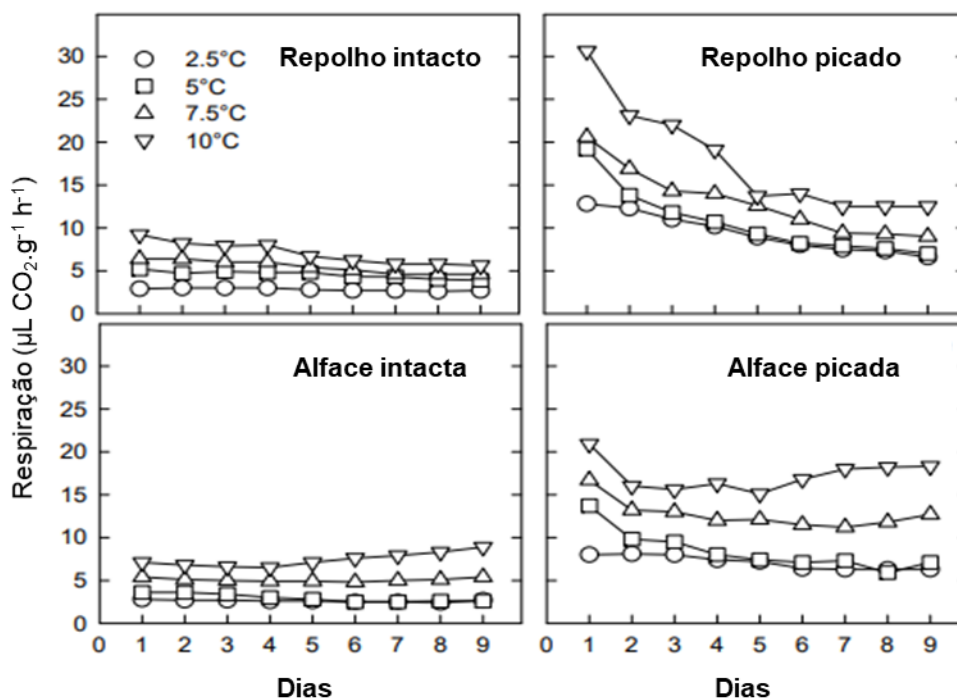 Respiração (µL CO₂.g⁻¹ h⁻¹)
30
25
20
15
10
5
0
2.5°C
5°C
7.5°C
10°C
Repolho intacto
Repolho picado
30
25
20
15
10
5
0
Alface intacta
Alface picada
0 1 2 3 4 5 6 7 8 9
0 1 2 3 4 5 6 7 8 9
Dias
Dias